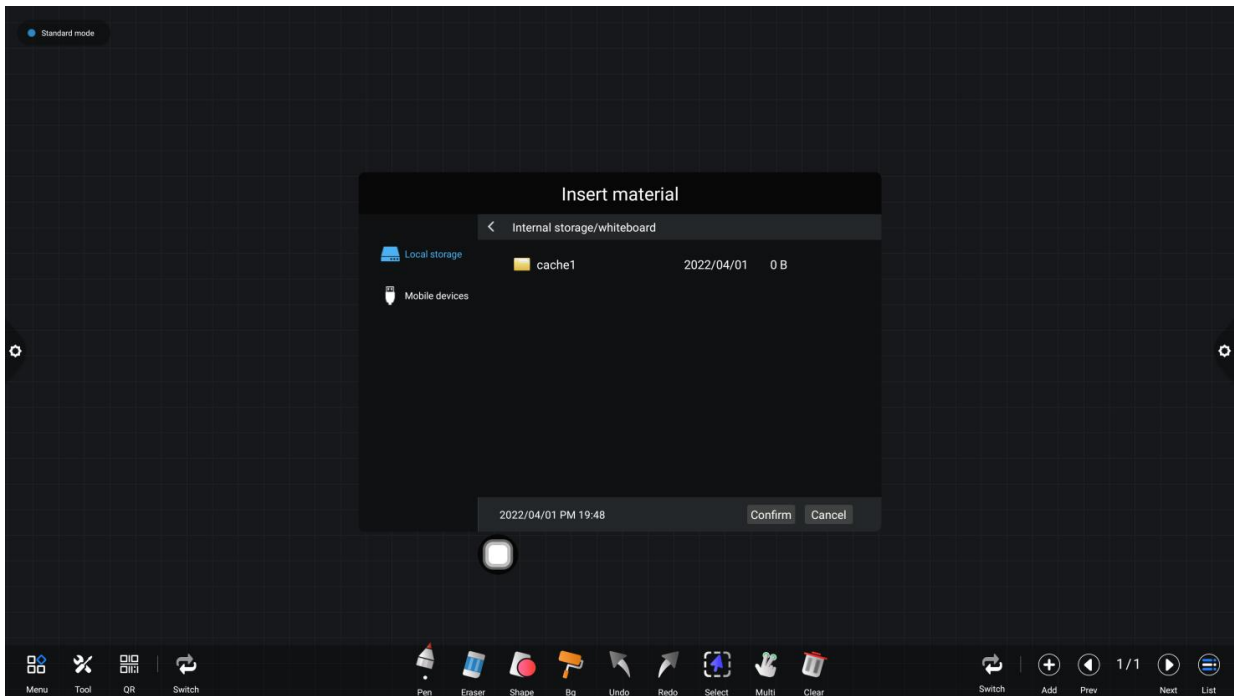 Standard mode
Insert material
Internal storage/whiteboard
Local storage
cache1 2022/04/01 0 B
Mobile devices
2022/04/01 PM 19:48 Confirm Cancel
1/1
Menu Tool QR Switch Pen Eraser Shape Bg Undo Redo Select Multi Clear Switch Add Prev Next List